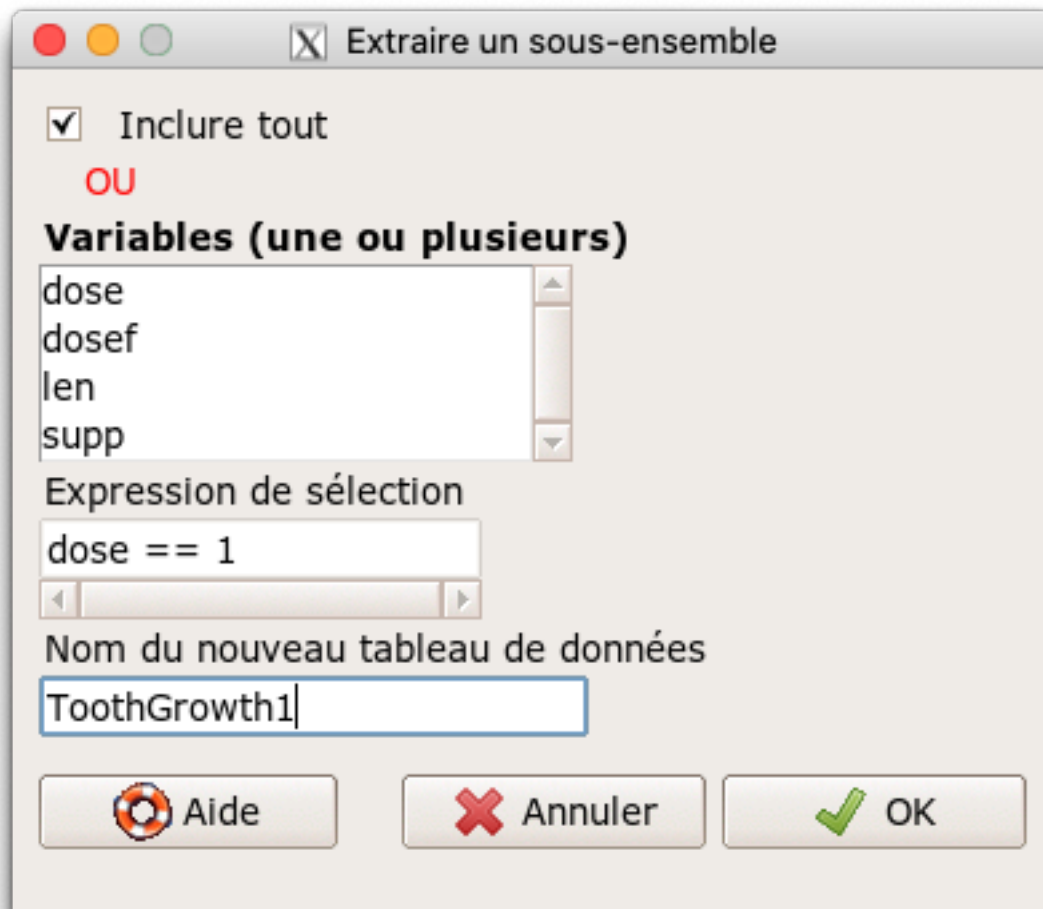 Extraire un sous-ensemble
Inclure tout
OU
Variables (une ou plusieurs)
dose
dosef
len
supp
Expression de sélection
dose == 1
Nom du nouveau tableau de données
ToothGrowth1
Aide Annuler OK